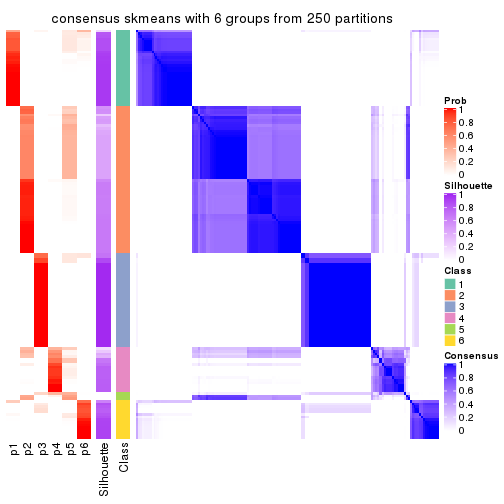 consensus skmeans with 6 groups from 250 partitions
Prob
1
0.8
0.6
0.4
0.2
0
Silhouette
1
0.8
0.6
0.4
0.2
0
Class
1
2
3
4
5
6
Consensus
1
0.8
0.6
0.4
0.2
0
p1
p2
p3
p4
p5
p6
Silhouette
Class